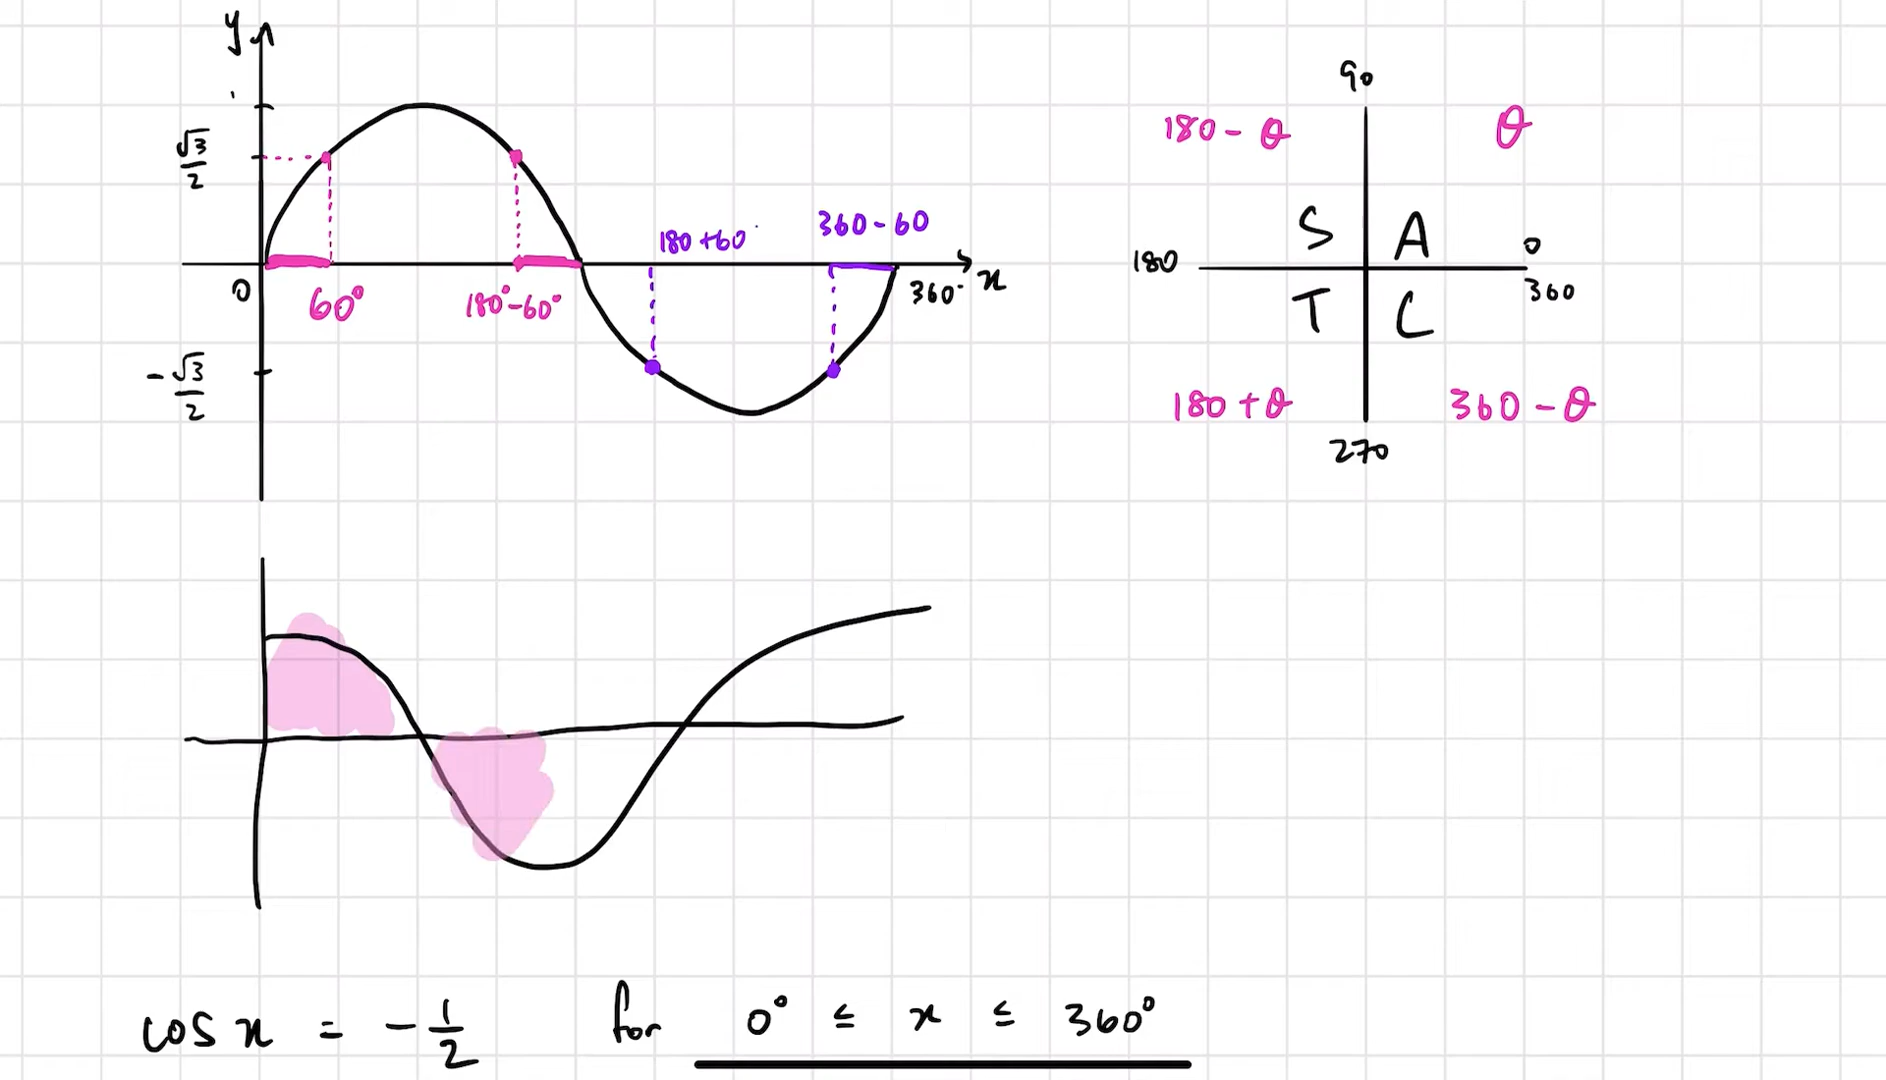 y
√3/2
-√3/2
0
60°
180°-60°
180+60
360-60
360°
x
90
180-θ
θ
S
A
180
0
360
T
C
180+θ
360-θ
270
cos x = -1/2 for 0° ≤ x ≤ 360°